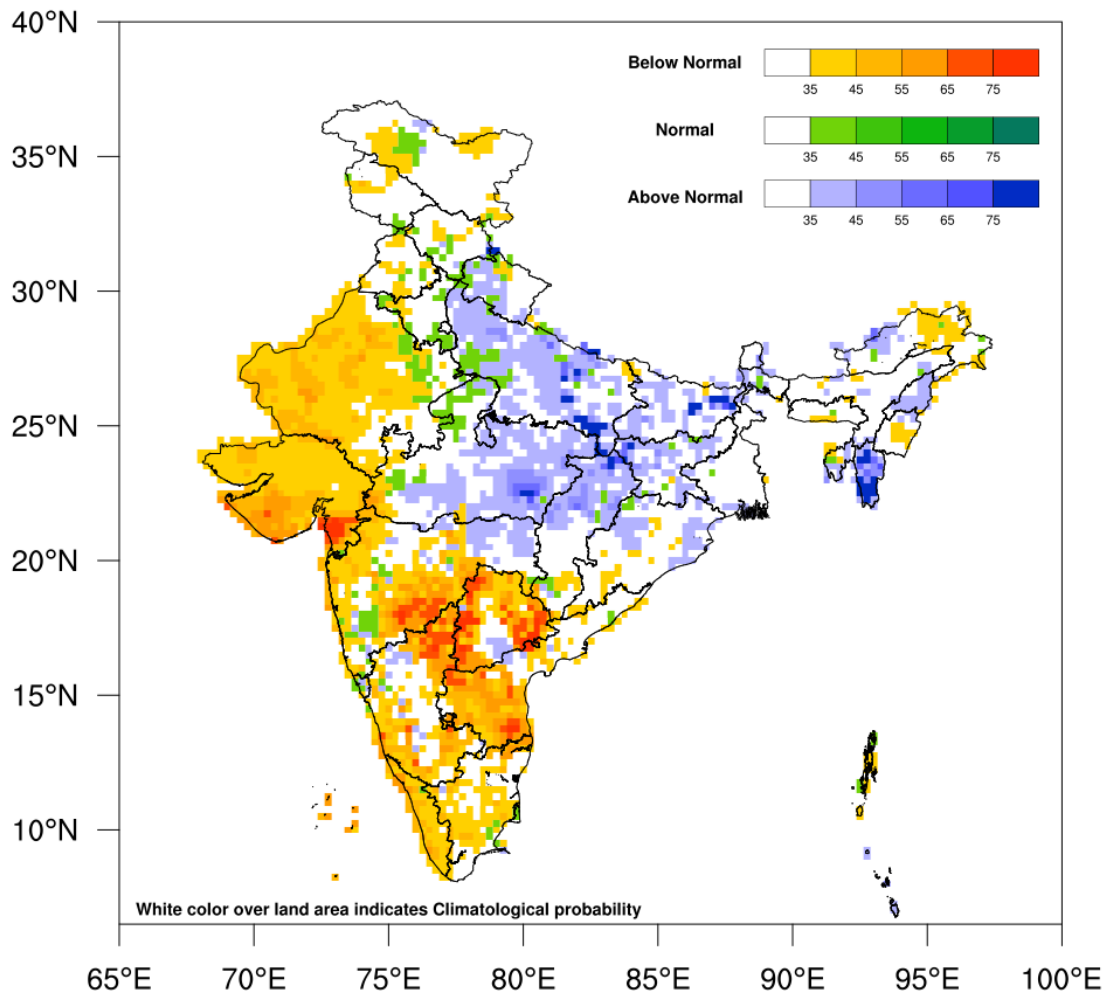 40°N
35°N
30°N
25°N
20°N
15°N
10°N
Below Normal
35 45 55 65 75
Normal
35 45 55 65 75
Above Normal
35 45 55 65 75
White color over land area indicates Climatological probability
65°E 70°E 75°E 80°E 85°E 90°E 95°E 100°E